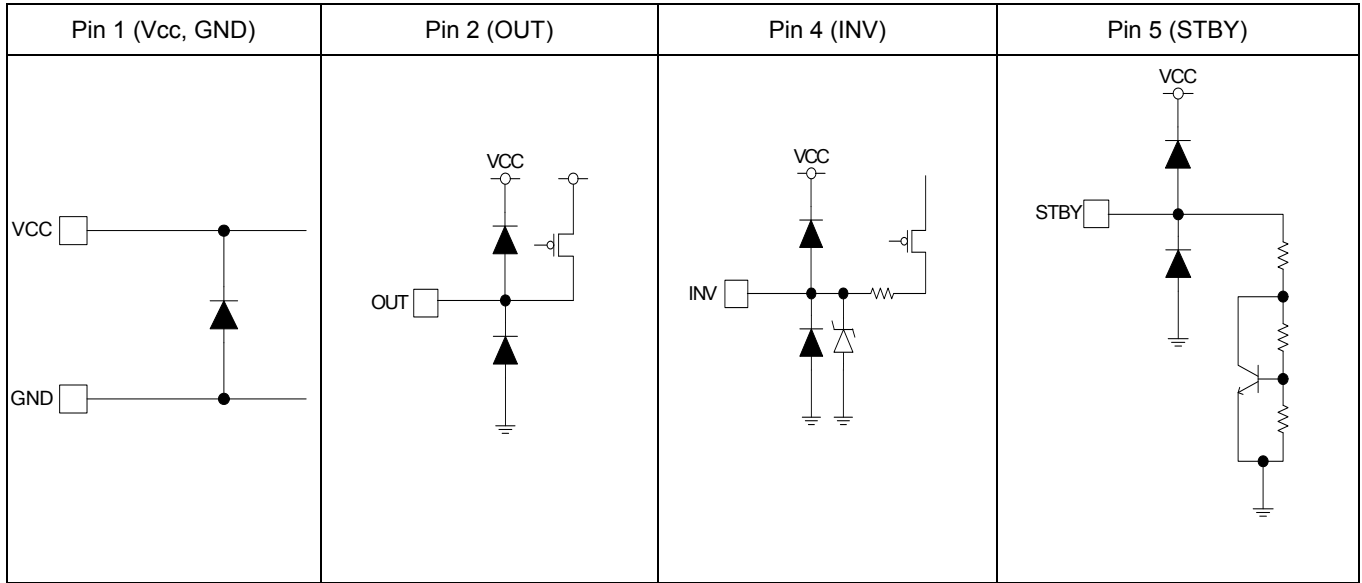 Pin 1 (Vcc, GND)
Pin 2 (OUT)
Pin 4 (INV)
Pin 5 (STBY)
VCC
GND
VCC
OUT
VCC
INV
VCC
STBY